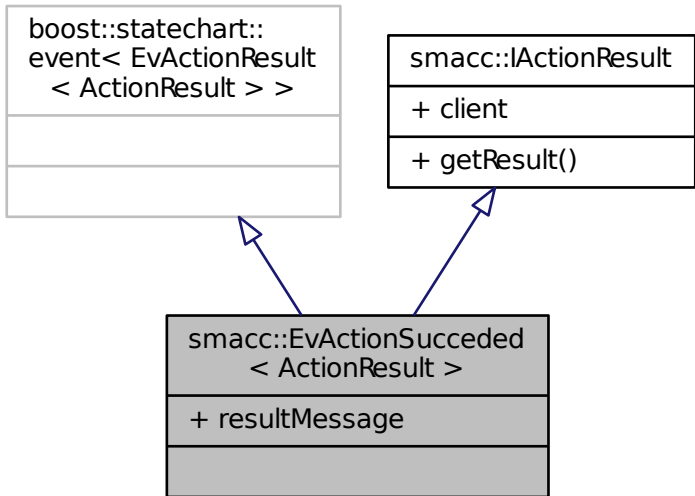 boost::statechart::
event< EvActionResult
< ActionResult > >
smacc::IActionResult
+ client
+ getResult()
smacc::EvActionSucceded
< ActionResult >
+ resultMessage